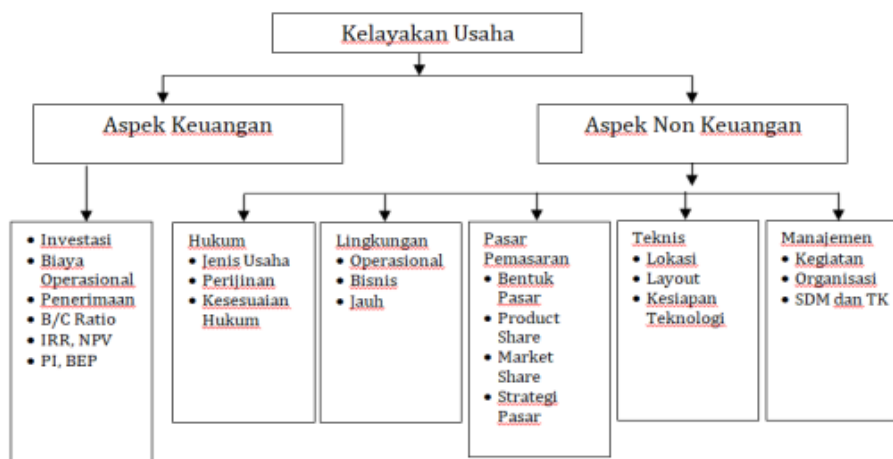 Kelayakan Usaha
Aspek Keuangan
Aspek Non Keuangan
• Investasi
• Biaya
Operasional
• Penerimaan
• B/C Ratio
• IRR, NPV
• PI, BEP
Hukum
• Jenis Usaha
• Perijinan
• Kesesuaian
Hukum
Lingkungan
• Operasional
• Bisnis
• Jauh
Pasar
Pemasaran
• Bentuk
Pasar
• Product
Share
• Market
Share
• Strategi
Pasar
Teknis
• Lokasi
• Layout
• Kesiapan
Teknologi
Manajemen
• Kegiatan
• Organisasi
• SDM dan TK